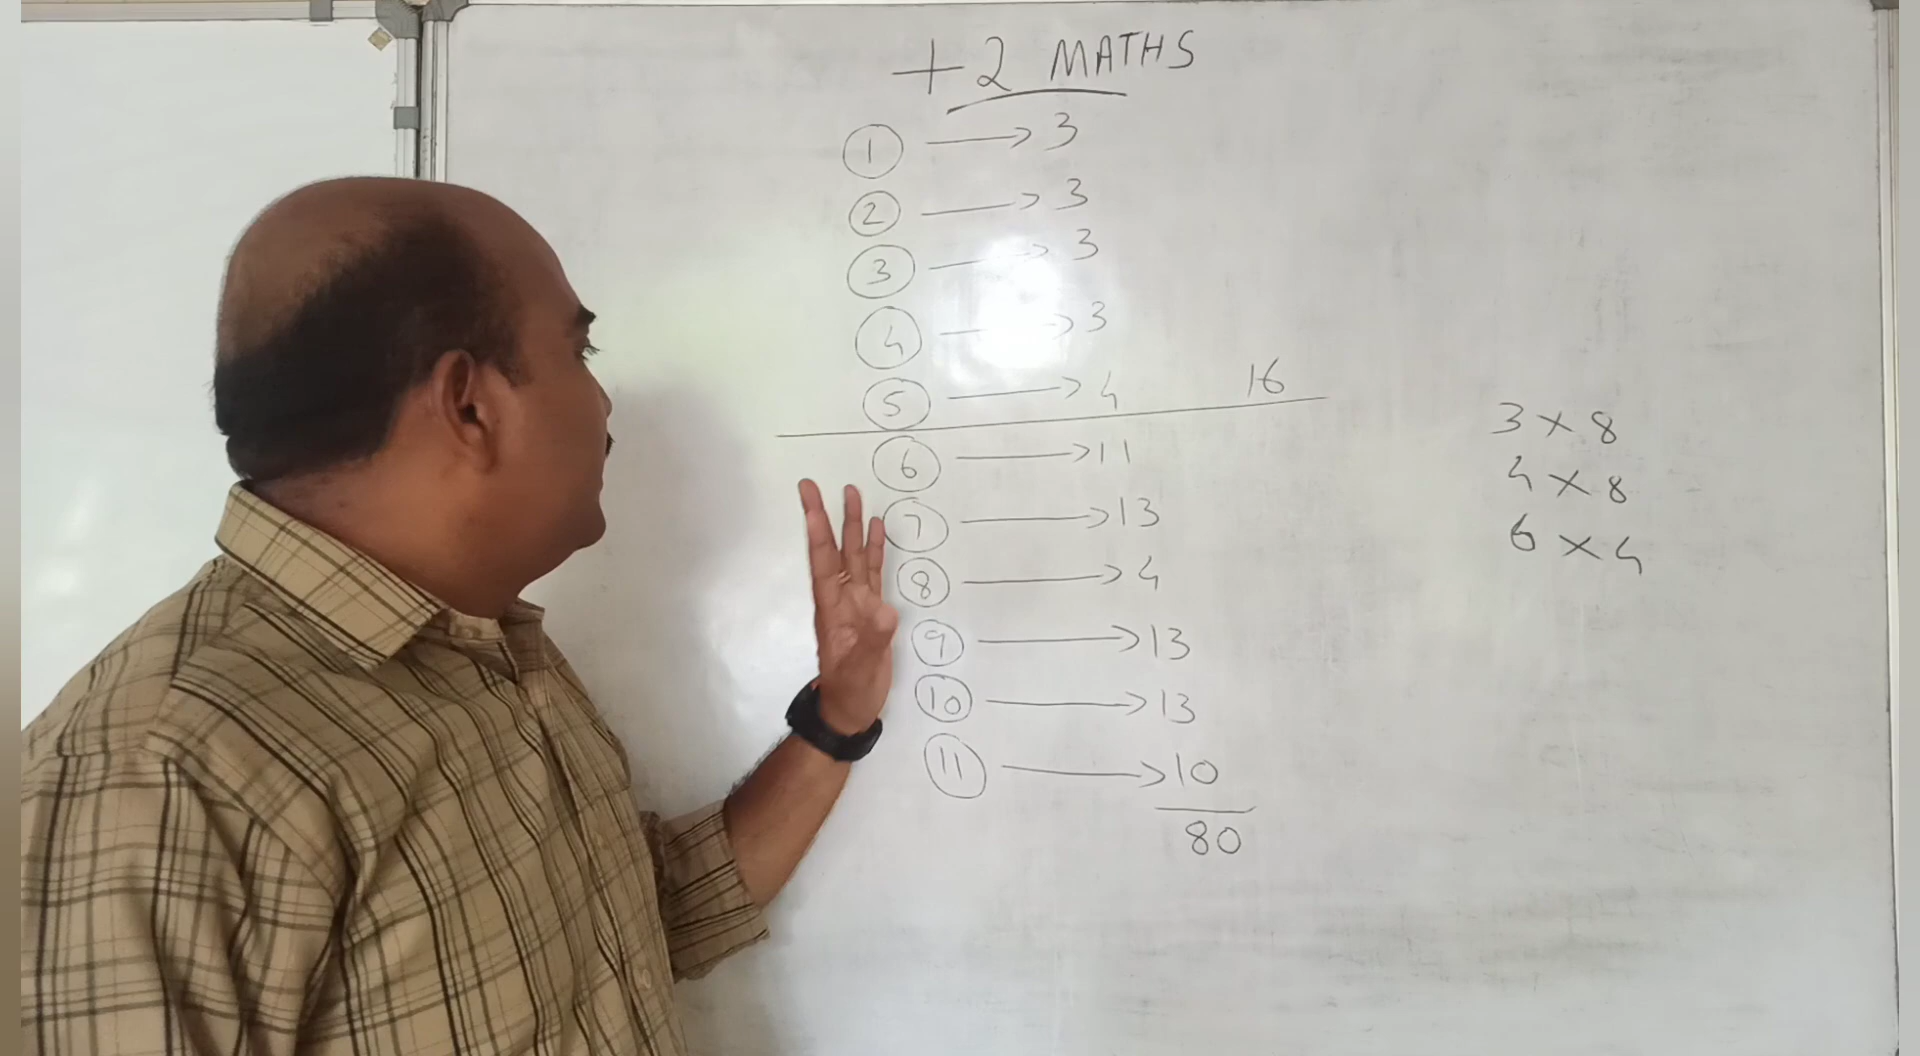 +2 MATHS
1 → 3
2 → 3
3 → 3
4 → 3
5 → 4 16
6 → 11
7 → 13
8 → 4
9 → 13
10 → 13
11 → 10
80
3 × 8
4 × 8
6 × 4